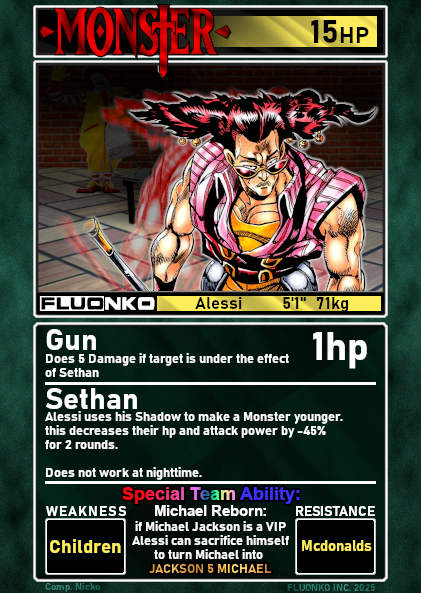 MONSTER
15HP
FLUONKO
Alessi 5'1" 71kg
Gun
1hp
Does 5 Damage if target is under the effect
of Sethan
Sethan
Alessi uses his Shadow to make a Monster younger.
this decreases their hp and attack power by -45%
for 2 rounds.
Does not work at nighttime.
Special Team Ability:
WEAKNESS
Children
Michael Reborn:
if Michael Jackson is a VIP
Alessi can sacrifice himself
to turn Michael into
JACKSON 5 MICHAEL
RESISTANCE
Mcdonalds
Comp. Nicko
FLUONKO INC. 2025